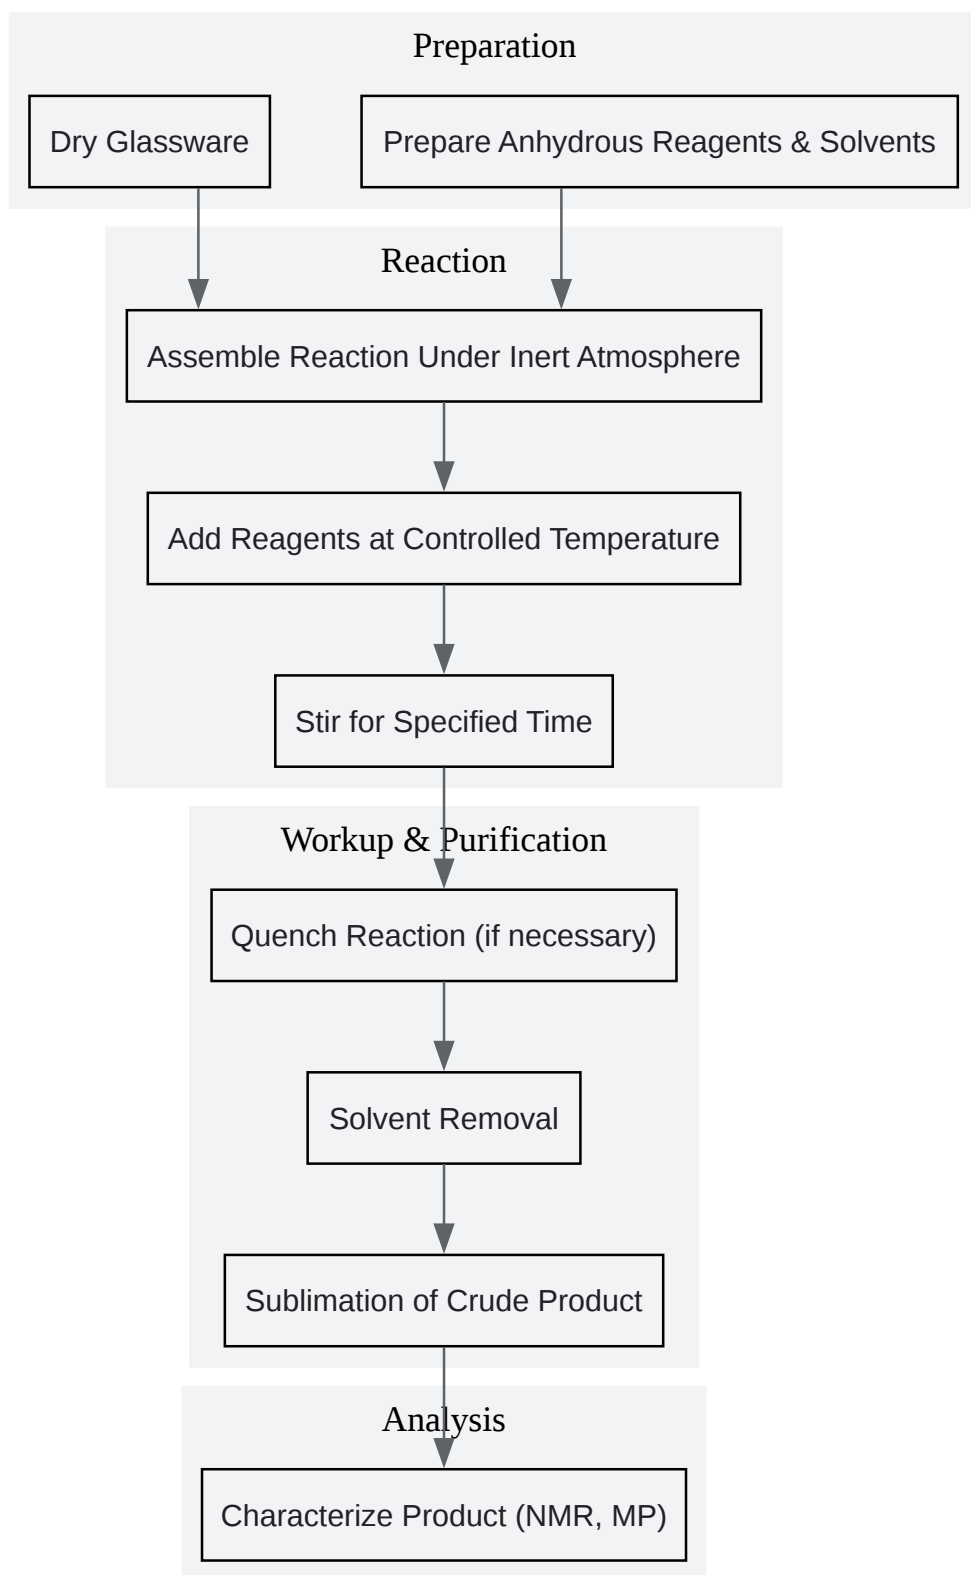 Preparation
Dry Glassware
Prepare Anhydrous Reagents & Solvents
Reaction
Assemble Reaction Under Inert Atmosphere
Add Reagents at Controlled Temperature
Stir for Specified Time
Workup & Purification
Quench Reaction (if necessary)
Solvent Removal
Sublimation of Crude Product
Analysis
Characterize Product (NMR, MP)